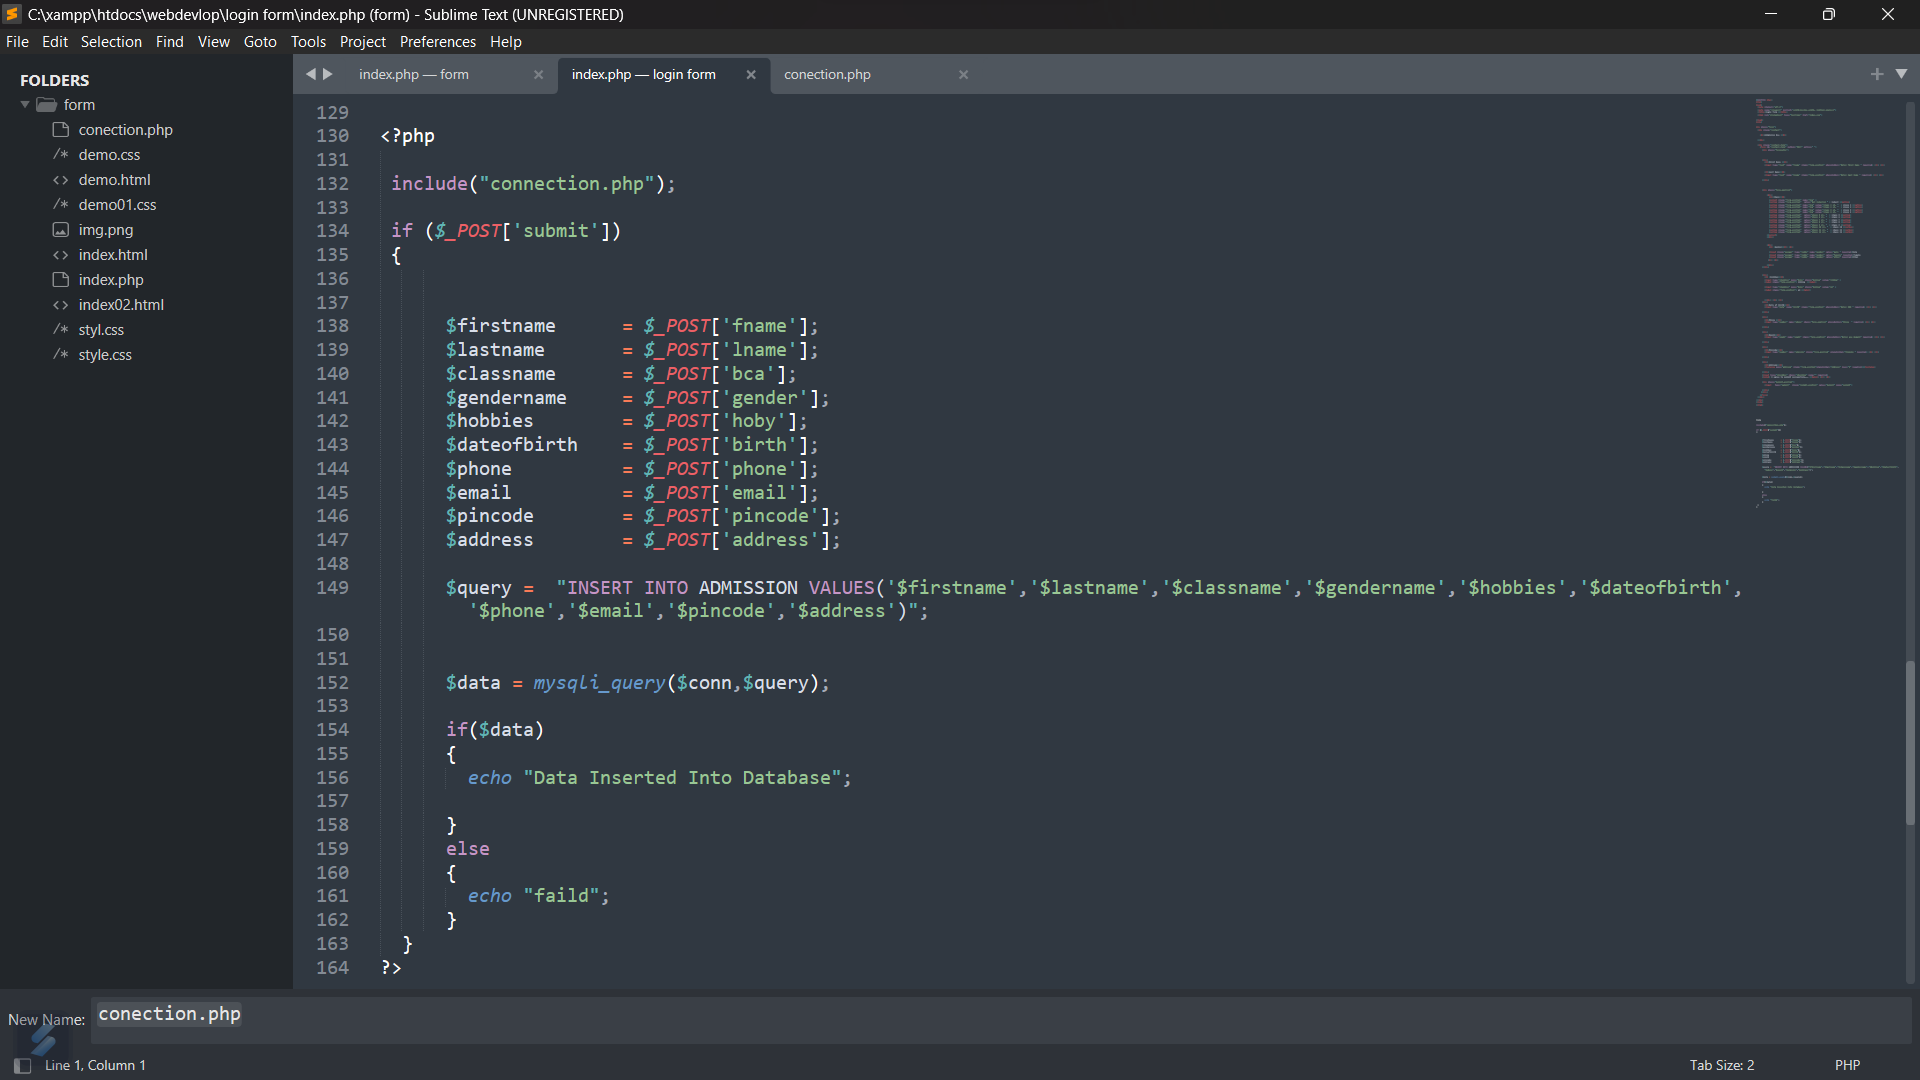 C:\xampp\htdocs\webdevlop\login form\index.php (form) - Sublime Text (UNREGISTERED)
File Edit Selection Find View Goto Tools Project Preferences Help
FOLDERS
form
conection.php
/* demo.css
<> demo.html
/* demo01.css
img.png
<> index.html
index.php
<> index02.html
/* styl.css
/* style.css
index.php — form
index.php — login form
conection.php
129
130 <?php
131
132 include("connection.php");
133
134 if ($_POST['submit'])
135 {
136
137
138 $firstname = $_POST['fname'];
139 $lastname = $_POST['lname'];
140 $classname = $_POST['bca'];
141 $gendername = $_POST['gender'];
142 $hobbies = $_POST['hoby'];
143 $dateofbirth = $_POST['birth'];
144 $phone = $_POST['phone'];
145 $email = $_POST['email'];
146 $pincode = $_POST['pincode'];
147 $address = $_POST['address'];
148
149 $query = "INSERT INTO ADMISSION VALUES('$firstname','$lastname','$classname','$gendername','$hobbies','$dateofbirth',
'$phone','$email','$pincode','$address')";
150
151
152 $data = mysqli_query($conn,$query);
153
154 if($data)
155 {
156 echo "Data Inserted Into Database";
157
158 }
159 else
160 {
161 echo "faild";
162 }
163 }
164 ?>
New Name: conection.php
Line 1, Column 1
Tab Size: 2
PHP